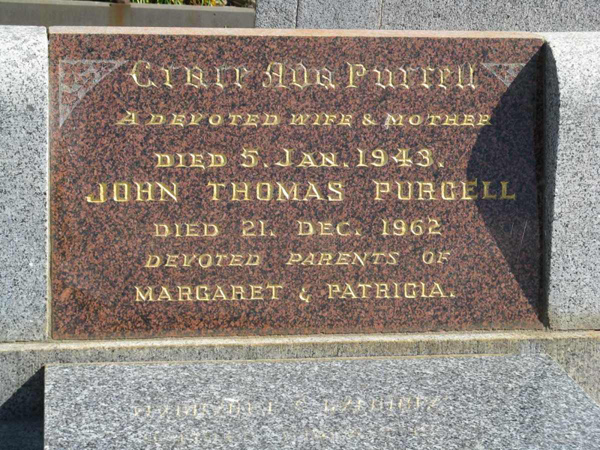 Grace Ada Purcell
A DEVOTED WIFE & MOTHER
DIED 5. JAN. 1943.
JOHN THOMAS PURCELL
DIED 21. DEC. 1962
DEVOTED PARENTS OF
MARGARET & PATRICIA.